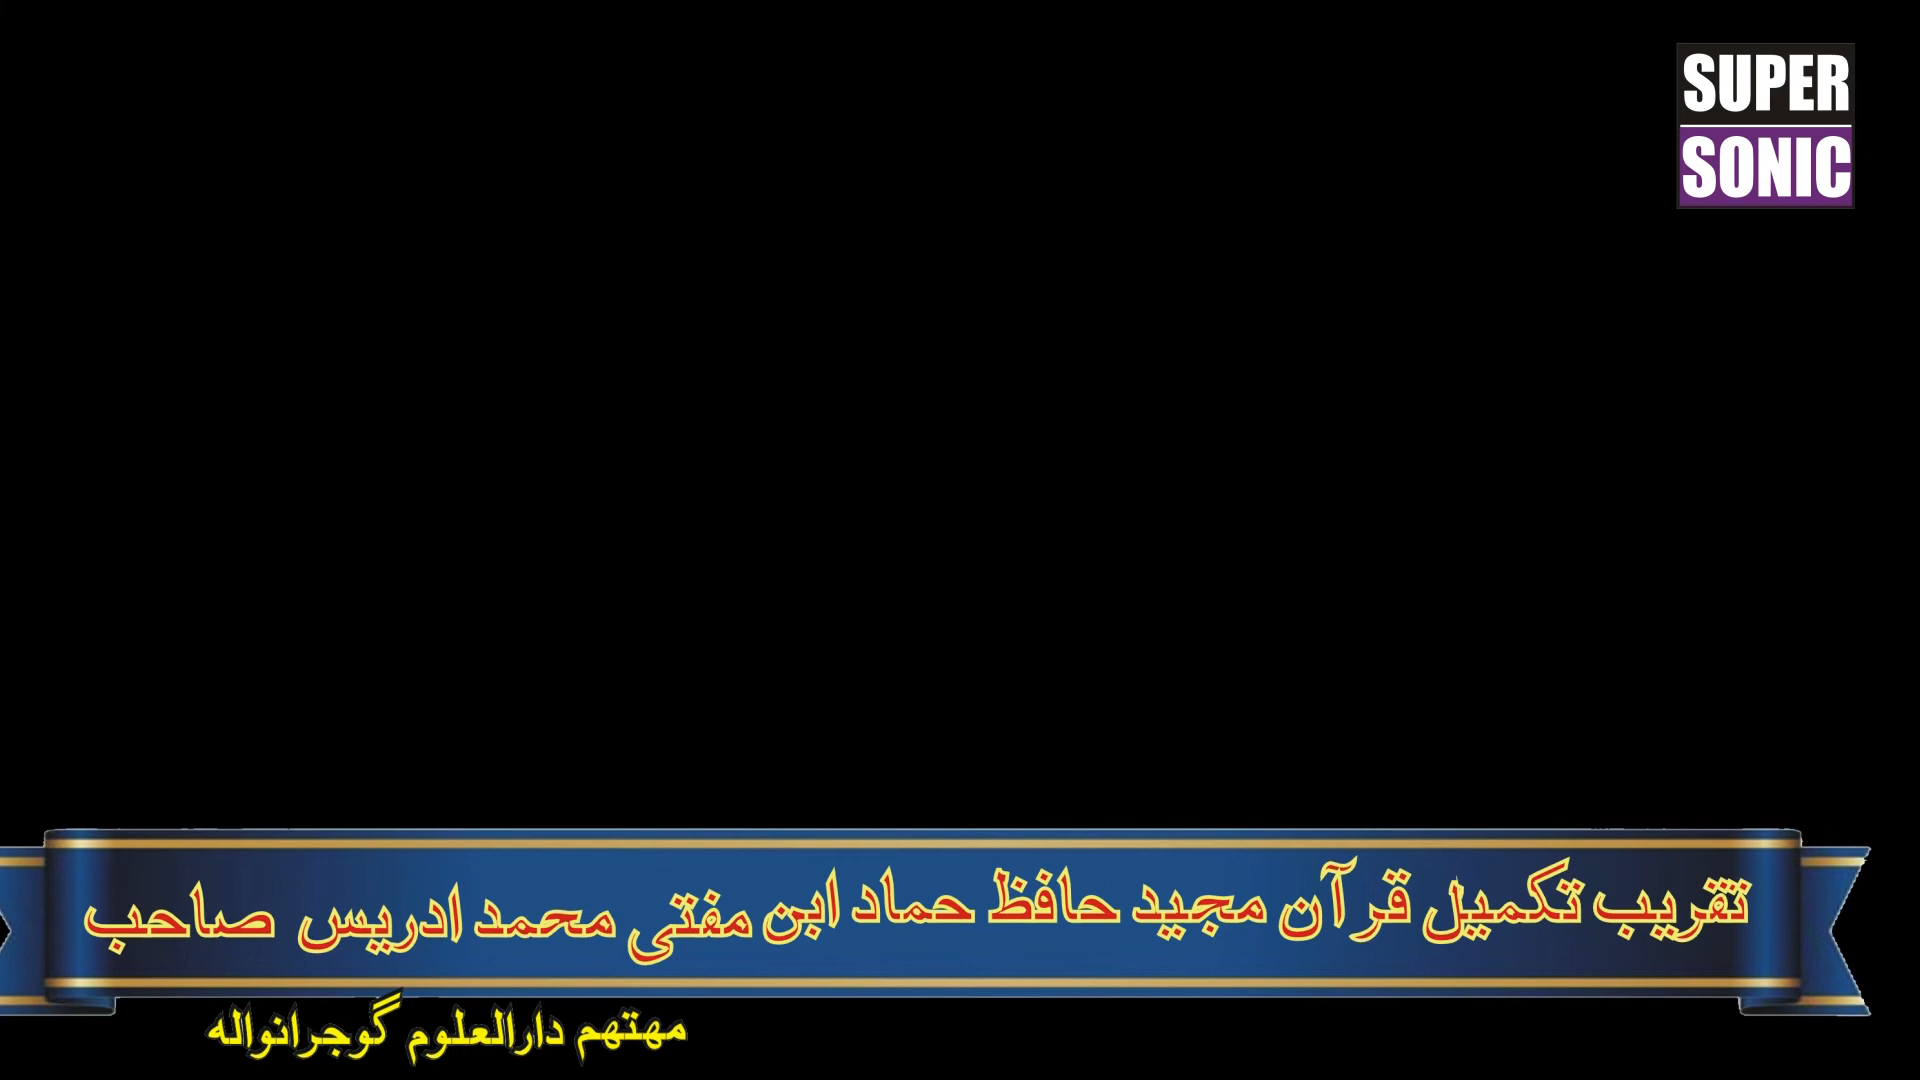 SUPER
SONIC
تقریب تکمیل قرآن مجید حافظ حماد ابن مفتی محمد ادریس صاحب
مهتهم دارالعلوم گوجرانواله